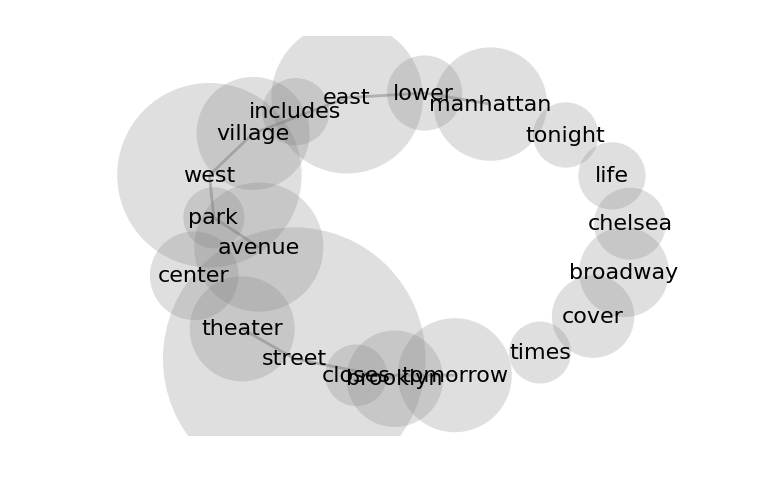 east
lower
manhattan
includes
village
tonight
west
life
park
chelsea
avenue
center
broadway
cover
theater
times
street
closes
brooklyn
tomorrow